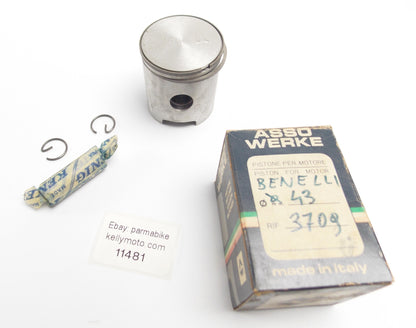 ASSO
WERKE
PISTONE PER MOTORE
PISTON FOR MOTOR
BENELLI
ø 43
RIF 3709
made in Italy
Ebay parmabike
kellymoto.com
11481